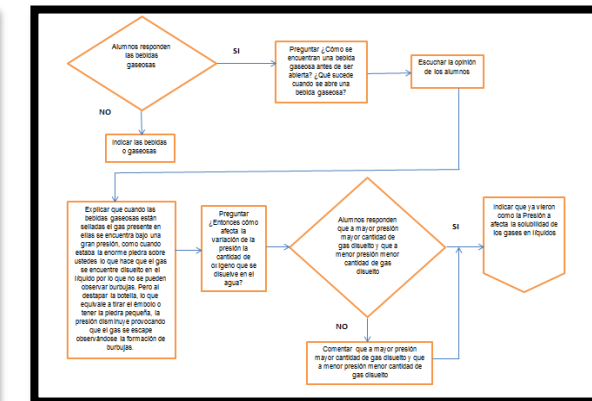 Alumnos responden
las bebidas
gaseosas
SI
Preguntar ¿Cómo se
encuentran una bebida
gaseosa antes de ser
abierta? ¿Qué sucede
cuando se abre una
bebida gaseosa?
Escuchar la opinión
de los alumnos
NO
Indicar las bebidas
o gaseosas
Explicar que cuando las
bebidas gaseosas están
selladas el gas presente en
ellas se encuentra bajo una
gran presión, como cuando
estaba la enorme piedra sobre
ustedes lo que hace que el gas
se encuentre disuelto en el
líquido por lo que no se pueden
observar burbujas. Pero al
destapar la botella, lo que
equivale a tirar el émbolo o
tener la piedra pequeña, la
presión disminuye provocando
que el gas se escape
observándose la formación de
burbujas.
Preguntar
¿Entonces cómo
afecta la
variación de la
presión la
cantidad de
oxígeno que se
disuelve en el
agua?
Alumnos responden
que a mayor presión
mayor cantidad de
gas disuelto y que a
menor presión menor
cantidad de gas
disuelto
SI
Indicar que ya vieron
como la Presión a
afecta la solubilidad de
los gases en líquidos
NO
Comentar que a mayor presión
mayor cantidad de gas disuelto y que
a menor presión menor cantidad de
gas disuelto